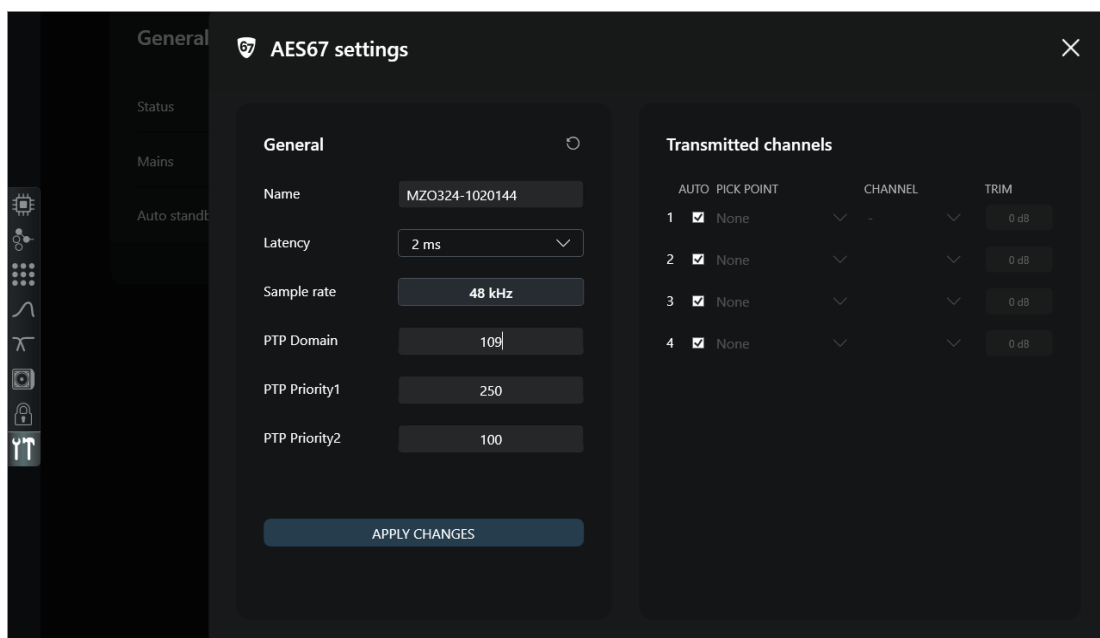 General
Status
Mains
Auto standb
67 AES67 settings
General
Name MZO324-1020144
Latency 2 ms
Sample rate 48 kHz
PTP Domain 109
PTP Priority1 250
PTP Priority2 100
APPLY CHANGES
Transmitted channels
AUTO PICK POINT CHANNEL TRIM
1 None - 0 dB
2 None 0 dB
3 None 0 dB
4 None 0 dB